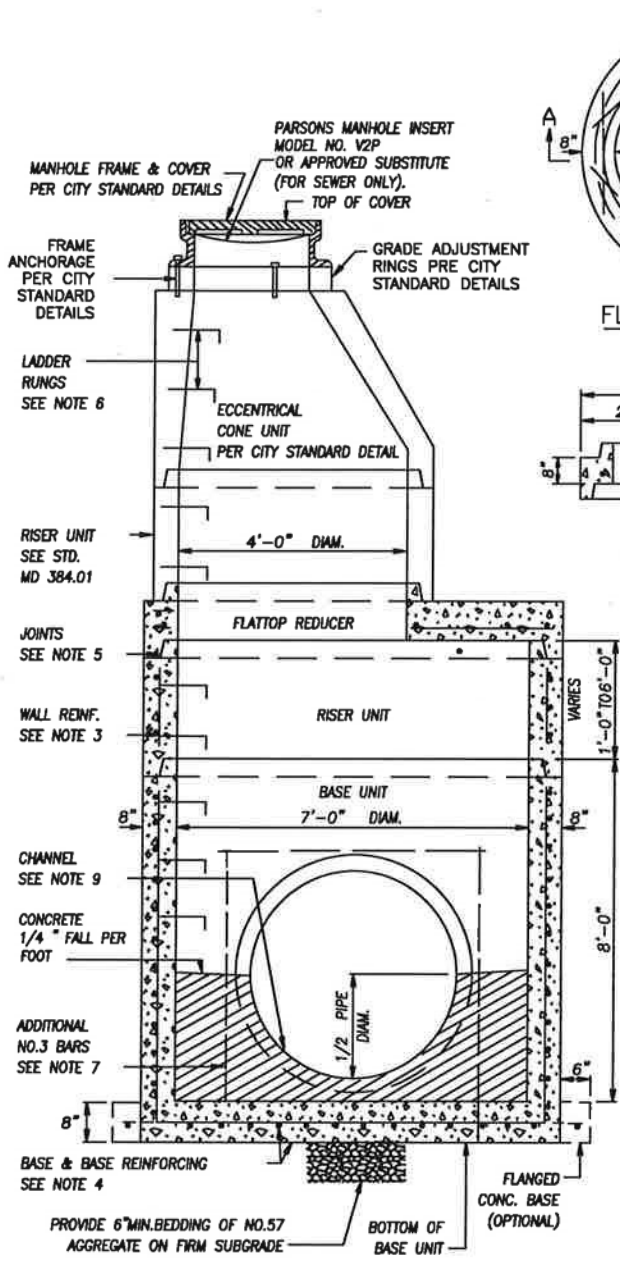 PARSONS MANHOLE INSERT
MODEL NO. V2P
OR APPROVED SUBSTITUTE
(FOR SEWER ONLY).
MANHOLE FRAME & COVER
PER CITY STANDARD DETAILS
TOP OF COVER
A
8"
FRAME
ANCHORAGE
PER CITY
STANDARD
DETAILS
GRADE ADJUSTMENT
RINGS PRE CITY
STANDARD DETAILS
FL
LADDER
RUNGS
SEE NOTE 6
ECCENTRICAL
CONE UNIT
PER CITY STANDARD DETAIL
2
8"
RISER UNIT
SEE STD.
MD 384.01
4'-0" DIAM.
FLATTOP REDUCER
JOINTS
SEE NOTE 5
WALL REINF.
SEE NOTE 3
RISER UNIT
VARIES
1'-0"TO6'-0"
BASE UNIT
8"
7'-0" DIAM.
8"
CHANNEL
SEE NOTE 9
CONCRETE
1/4 " FALL PER
FOOT
8'-0"
1/2 PIPE
DIAM.
ADDITIONAL
NO.3 BARS
SEE NOTE 7
6"
8"
BASE & BASE REINFORCING
SEE NOTE 4
FLANGED
CONC. BASE
(OPTIONAL)
PROVIDE 6"MIN.BEDDING OF NO.57
AGGREGATE ON FIRM SUBGRADE
BOTTOM OF
BASE UNIT